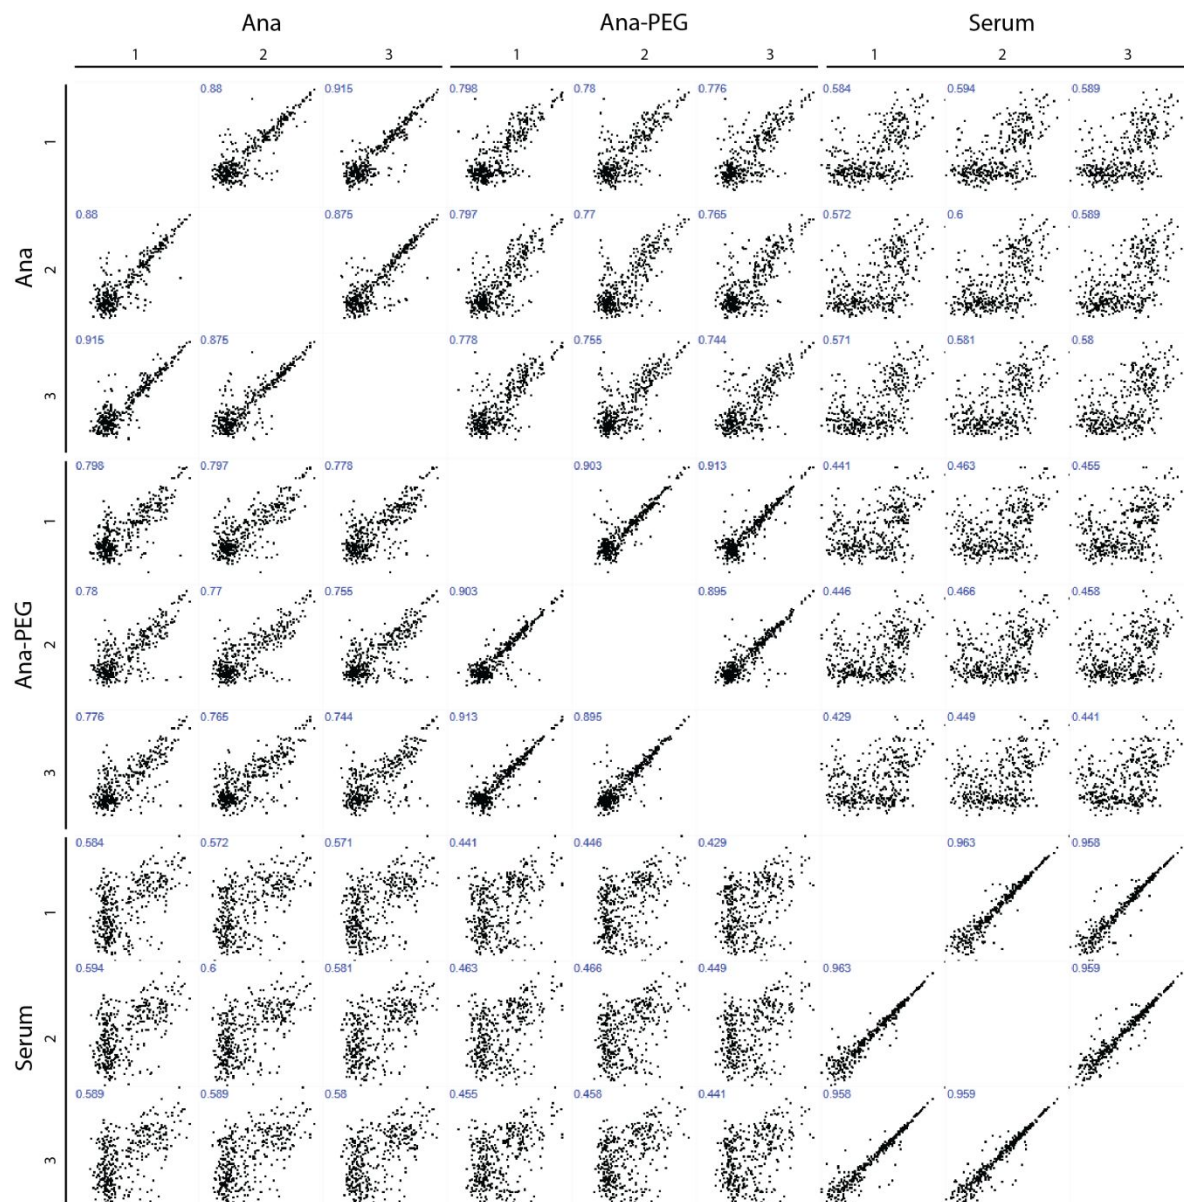 Ana Ana-PEG Serum
1 2 3 1 2 3 1 2 3
0.88 0.915 0.798 0.78 0.776 0.584 0.594 0.589
1
0.88 0.875 0.797 0.77 0.765 0.572 0.6 0.589
Ana
2
0.915 0.875 0.778 0.755 0.744 0.571 0.581 0.58
3
0.798 0.797 0.778 0.903 0.913 0.441 0.463 0.455
1
0.78 0.77 0.755 0.903 0.895 0.446 0.466 0.458
Ana-PEG
2
0.776 0.765 0.744 0.913 0.895 0.429 0.449 0.441
3
0.584 0.572 0.571 0.441 0.446 0.429 0.963 0.958
1
0.594 0.6 0.581 0.463 0.466 0.449 0.963 0.959
Serum
2
0.589 0.589 0.58 0.455 0.458 0.441 0.958 0.959
3